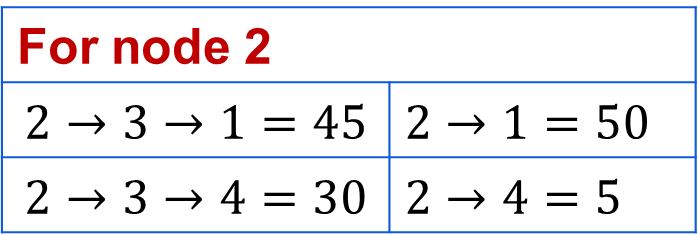 For node 2
2 → 3 → 1 = 45 2 → 1 = 50
2 → 3 → 4 = 30 2 → 4 = 5